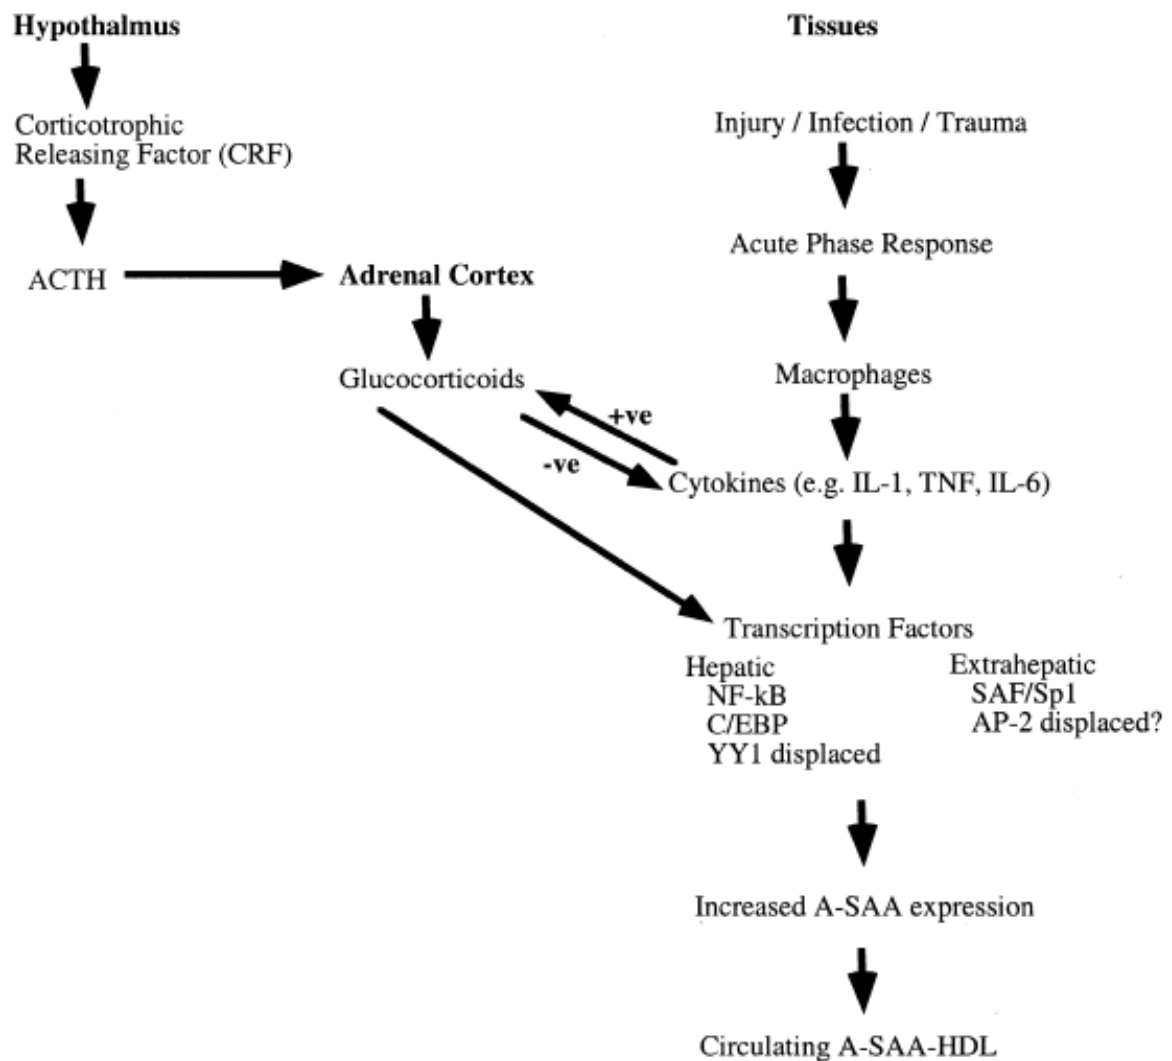 Hypothalmus
Tissues
Corticotrophic
Releasing Factor (CRF)
Injury / Infection / Trauma
Acute Phase Response
ACTH
Adrenal Cortex
Glucocorticoids
Macrophages
+ve
-ve
Cytokines (e.g. IL-1, TNF, IL-6)
Transcription Factors
Hepatic
NF-kB
C/EBP
YY1 displaced
Extrahepatic
SAF/Sp1
AP-2 displaced?
Increased A-SAA expression
Circulating A-SAA-HDL